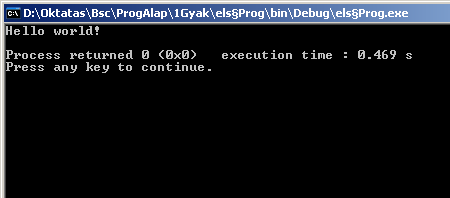 D:\Oktatas\Bsc\ProgAlap\1Gyak\els§Prog\bin\Debug\els§Prog.exe
Hello world!
Process returned 0 (0x0)   execution time : 0.469 s
Press any key to continue.